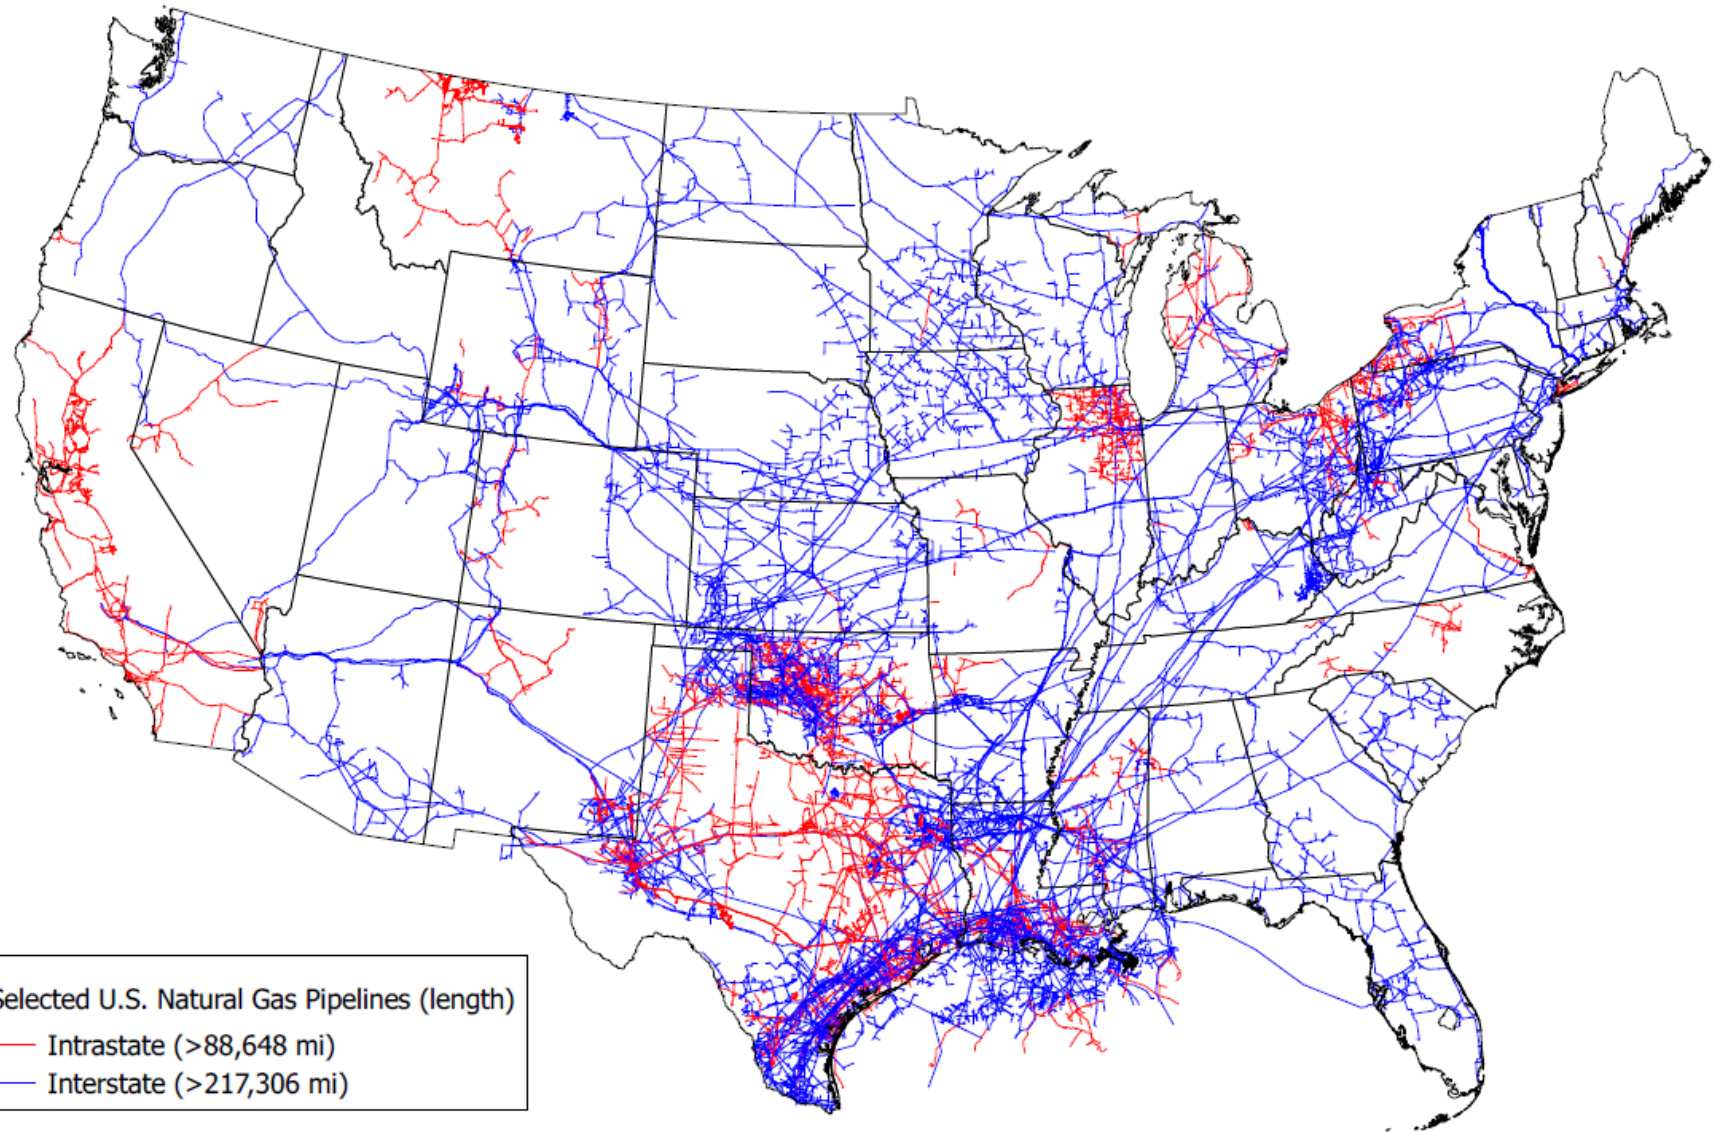 Selected U.S. Natural Gas Pipelines (length)
Intrastate (>88,648 mi)
Interstate (>217,306 mi)